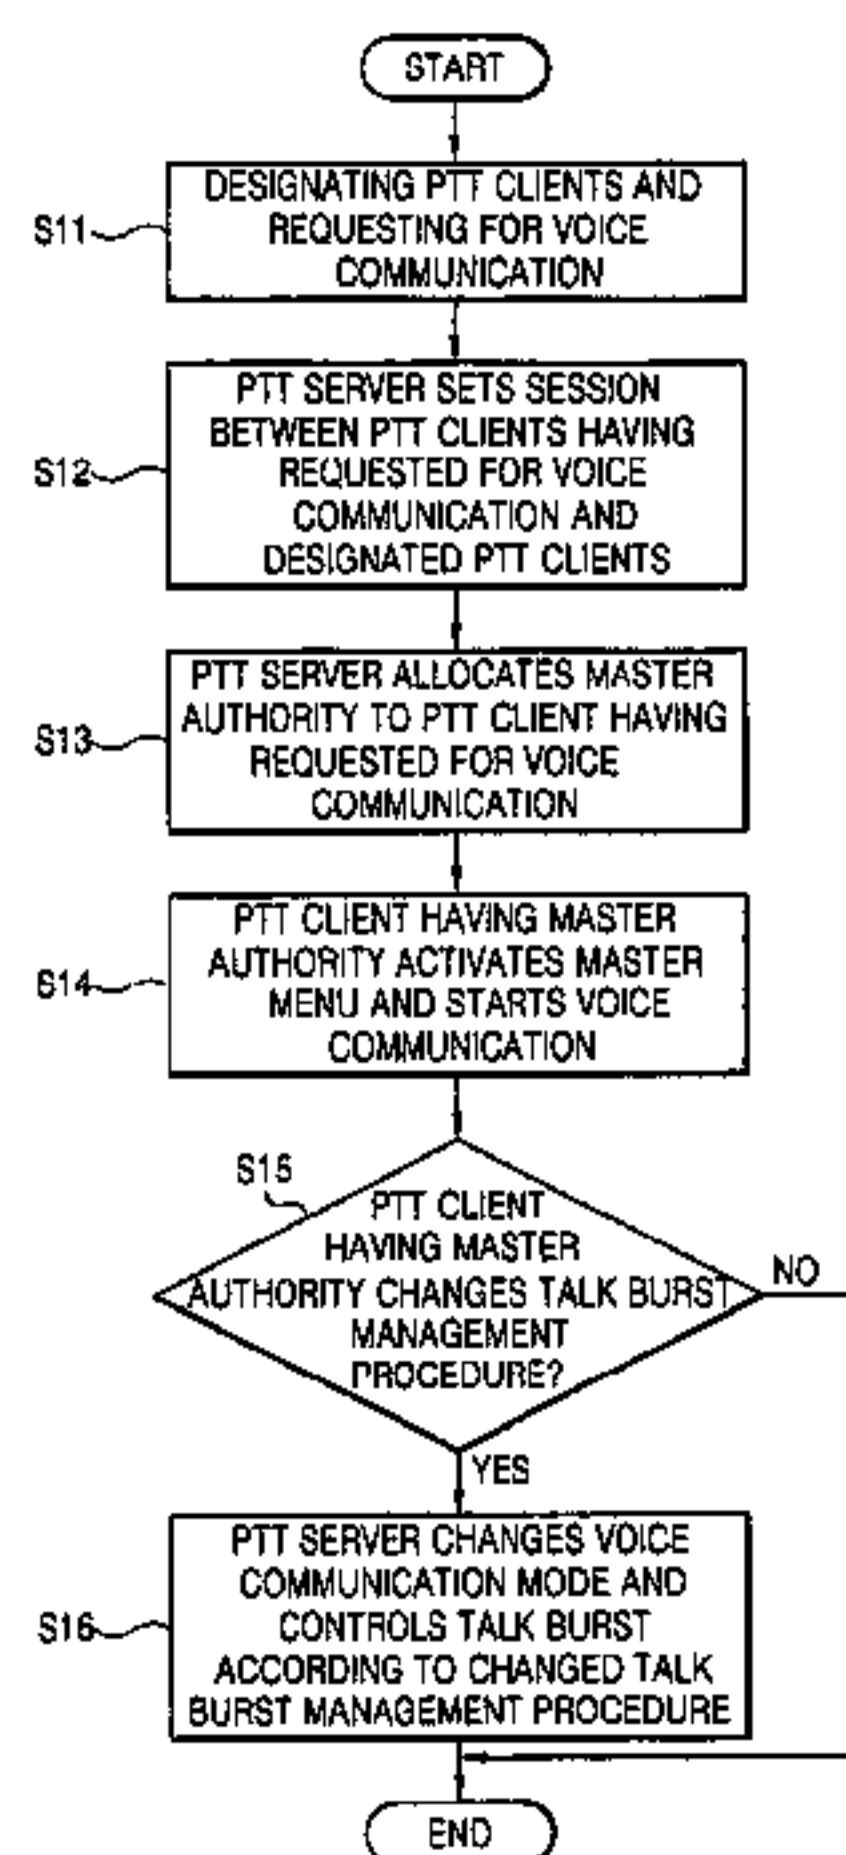 START
DESIGNATING PTT CLIENTS AND
REQUESTING FOR VOICE
COMMUNICATION
S11
PTT SERVER SETS SESSION
BETWEEN PTT CLIENTS HAVING
REQUESTED FOR VOICE
COMMUNICATION AND
DESIGNATED PTT CLIENTS
S12
PTT SERVER ALLOCATES MASTER
AUTHORITY TO PTT CLIENT HAVING
REQUESTED FOR VOICE
COMMUNICATION
S13
PTT CLIENT HAVING MASTER
AUTHORITY ACTIVATES MASTER
MENU AND STARTS VOICE
COMMUNICATION
S14
S15
PTT CLIENT
HAVING MASTER
AUTHORITY CHANGES TALK BURST
MANAGEMENT
PROCEDURE?
NO
YES
PTT SERVER CHANGES VOICE
COMMUNICATION MODE AND
CONTROLS TALK BURST
ACCORDING TO CHANGED TALK
BURST MANAGEMENT PROCEDURE
S16
END